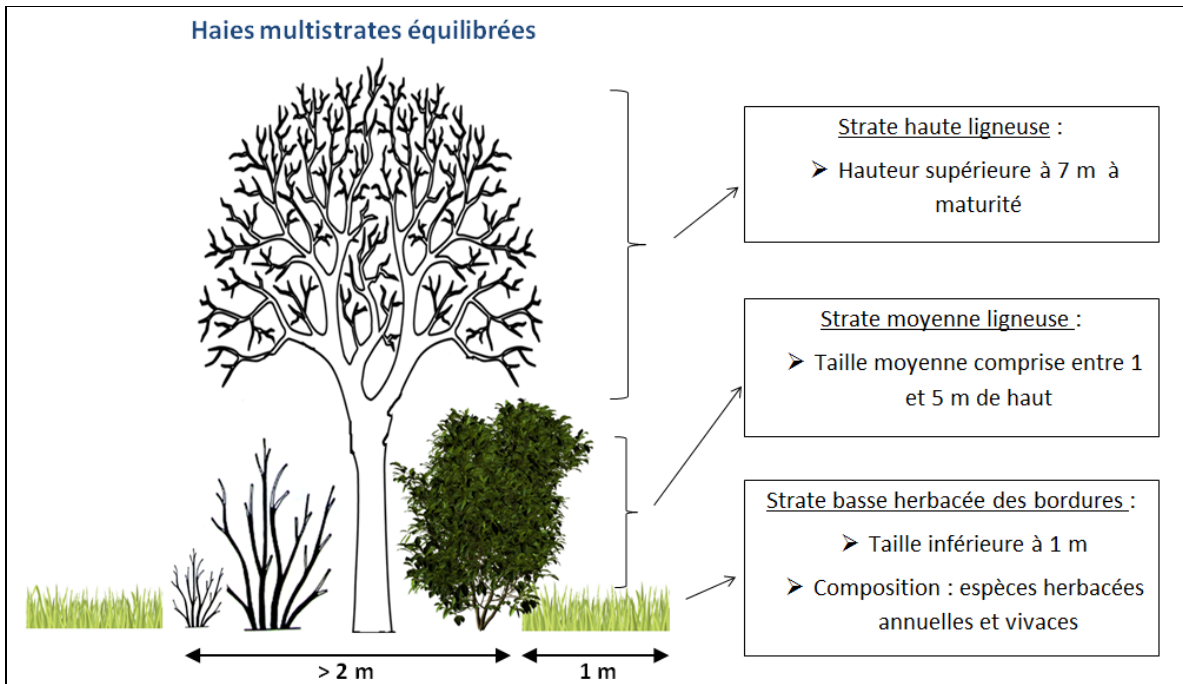 Haies multistrates équilibrées
Strate haute ligneuse :
➢ Hauteur supérieure à 7 m à
maturité
Strate moyenne ligneuse :
➢ Taille moyenne comprise entre 1
et 5 m de haut
Strate basse herbacée des bordures :
➢ Taille inférieure à 1 m
➢ Composition : espèces herbacées
annuelles et vivaces
> 2 m
1 m